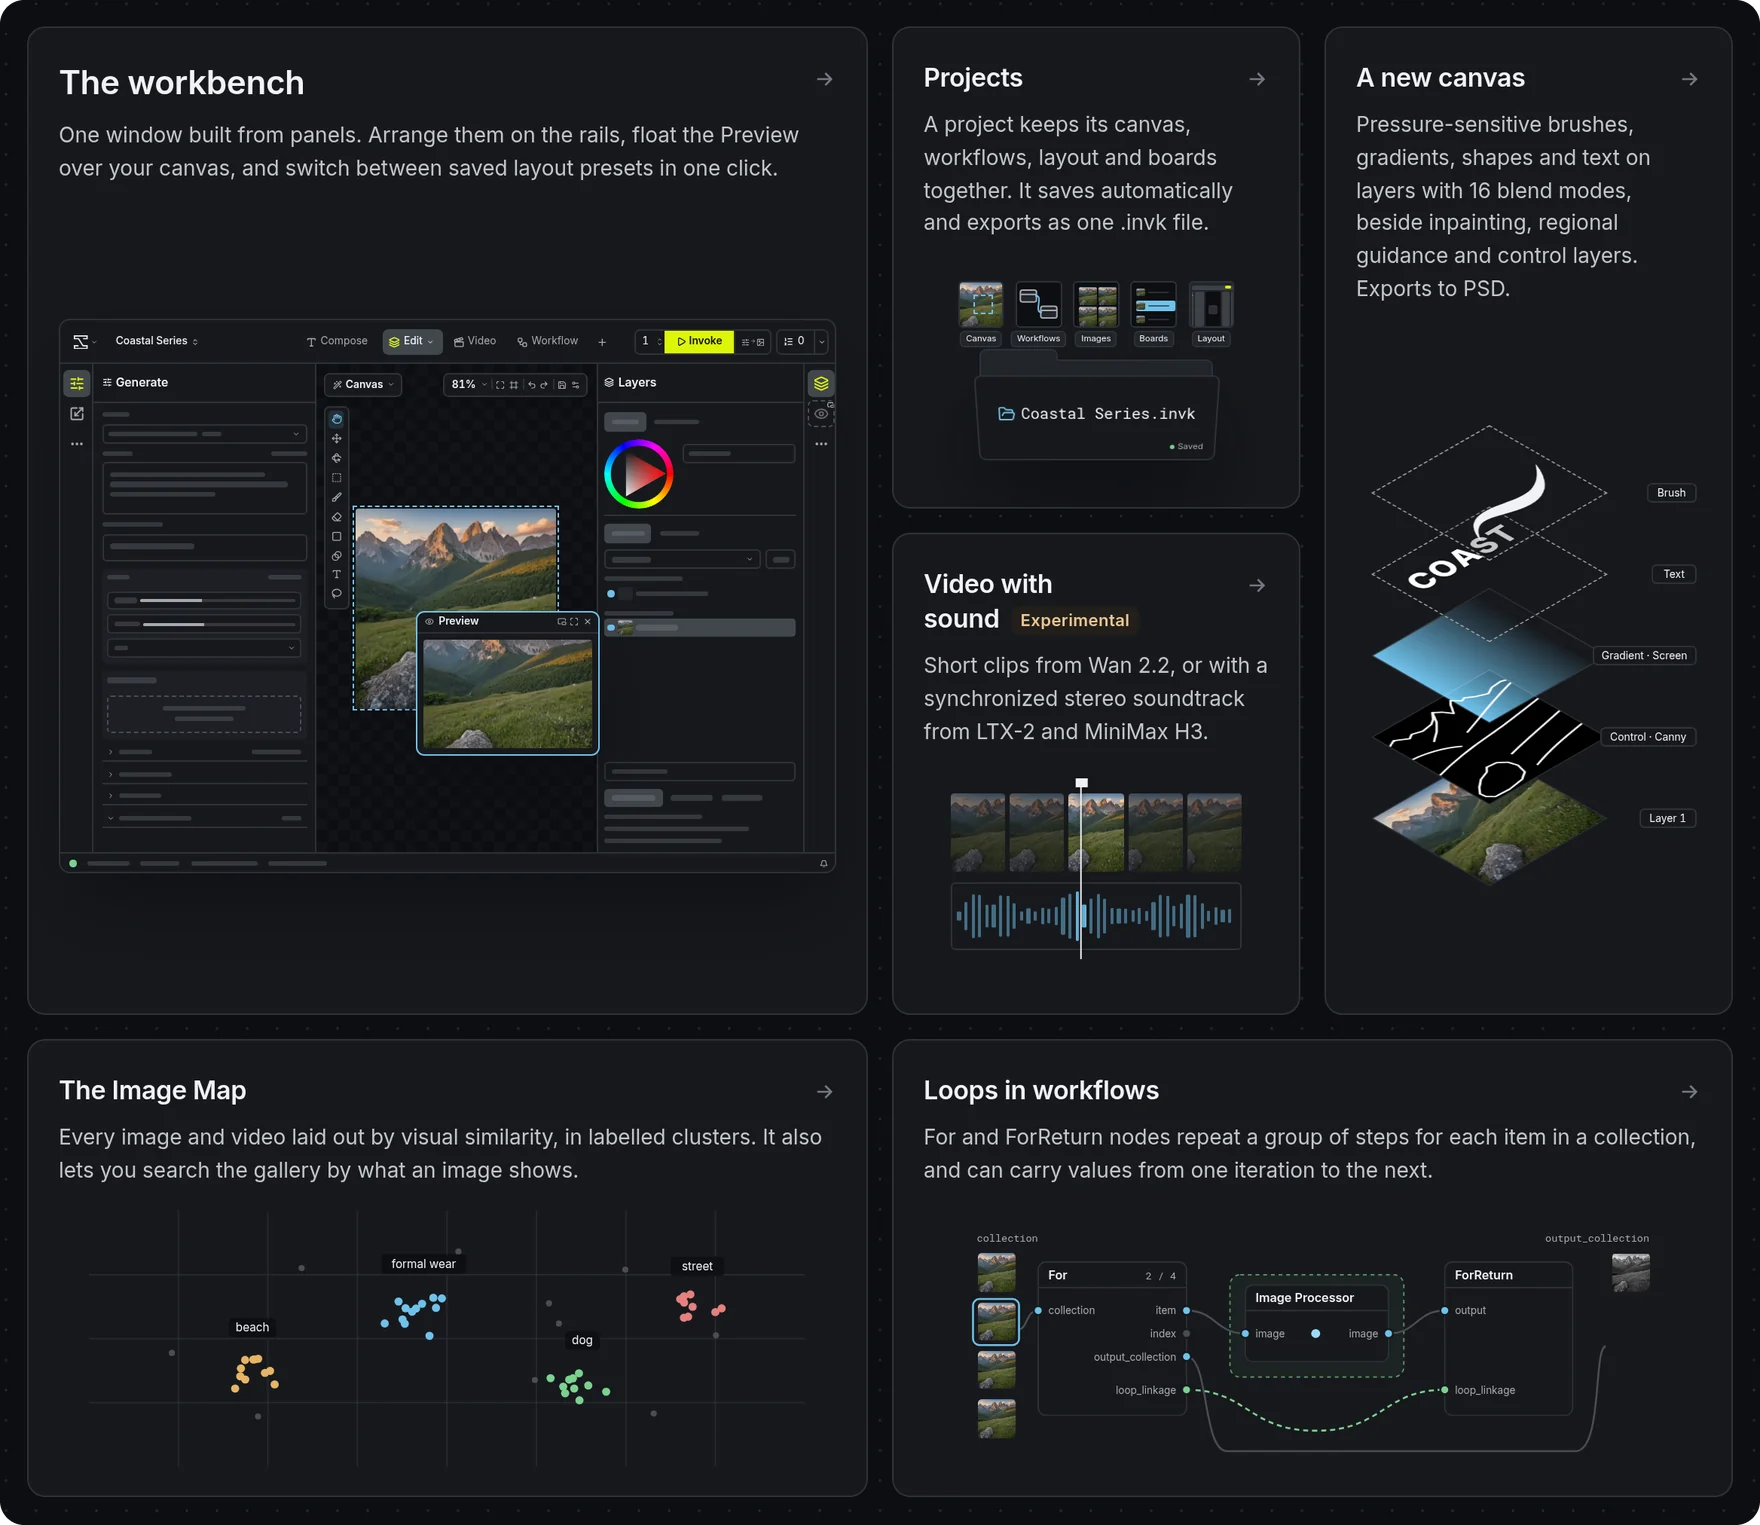 The workbench
One window built from panels. Arrange them on the rails, float the Preview
over your canvas, and switch between saved layout presets in one click.
Coastal Series
Compose
Edit
Video
Workflow
1
Invoke
0
Generate
Canvas
81%
Layers
Preview
Projects
A project keeps its canvas,
workflows, layout and boards
together. It saves automatically
and exports as one .invk file.
Canvas
Workflows
Images
Boards
Layout
Coastal Series.invk
Saved
Video with
sound Experimental
Short clips from Wan 2.2, or with a
synchronized stereo soundtrack
from LTX-2 and MiniMax H3.
A new canvas
Pressure-sensitive brushes,
gradients, shapes and text on
layers with 16 blend modes,
beside inpainting, regional
guidance and control layers.
Exports to PSD.
Brush
COAST
Text
Gradient · Screen
Control · Canny
Layer 1
The Image Map
Every image and video laid out by visual similarity, in labelled clusters. It also
lets you search the gallery by what an image shows.
formal wear
street
beach
dog
Loops in workflows
For and ForReturn nodes repeat a group of steps for each item in a collection,
and can carry values from one iteration to the next.
collection
output_collection
For
2 / 4
collection
item
index
output_collection
loop_linkage
Image Processor
image
image
ForReturn
output
loop_linkage